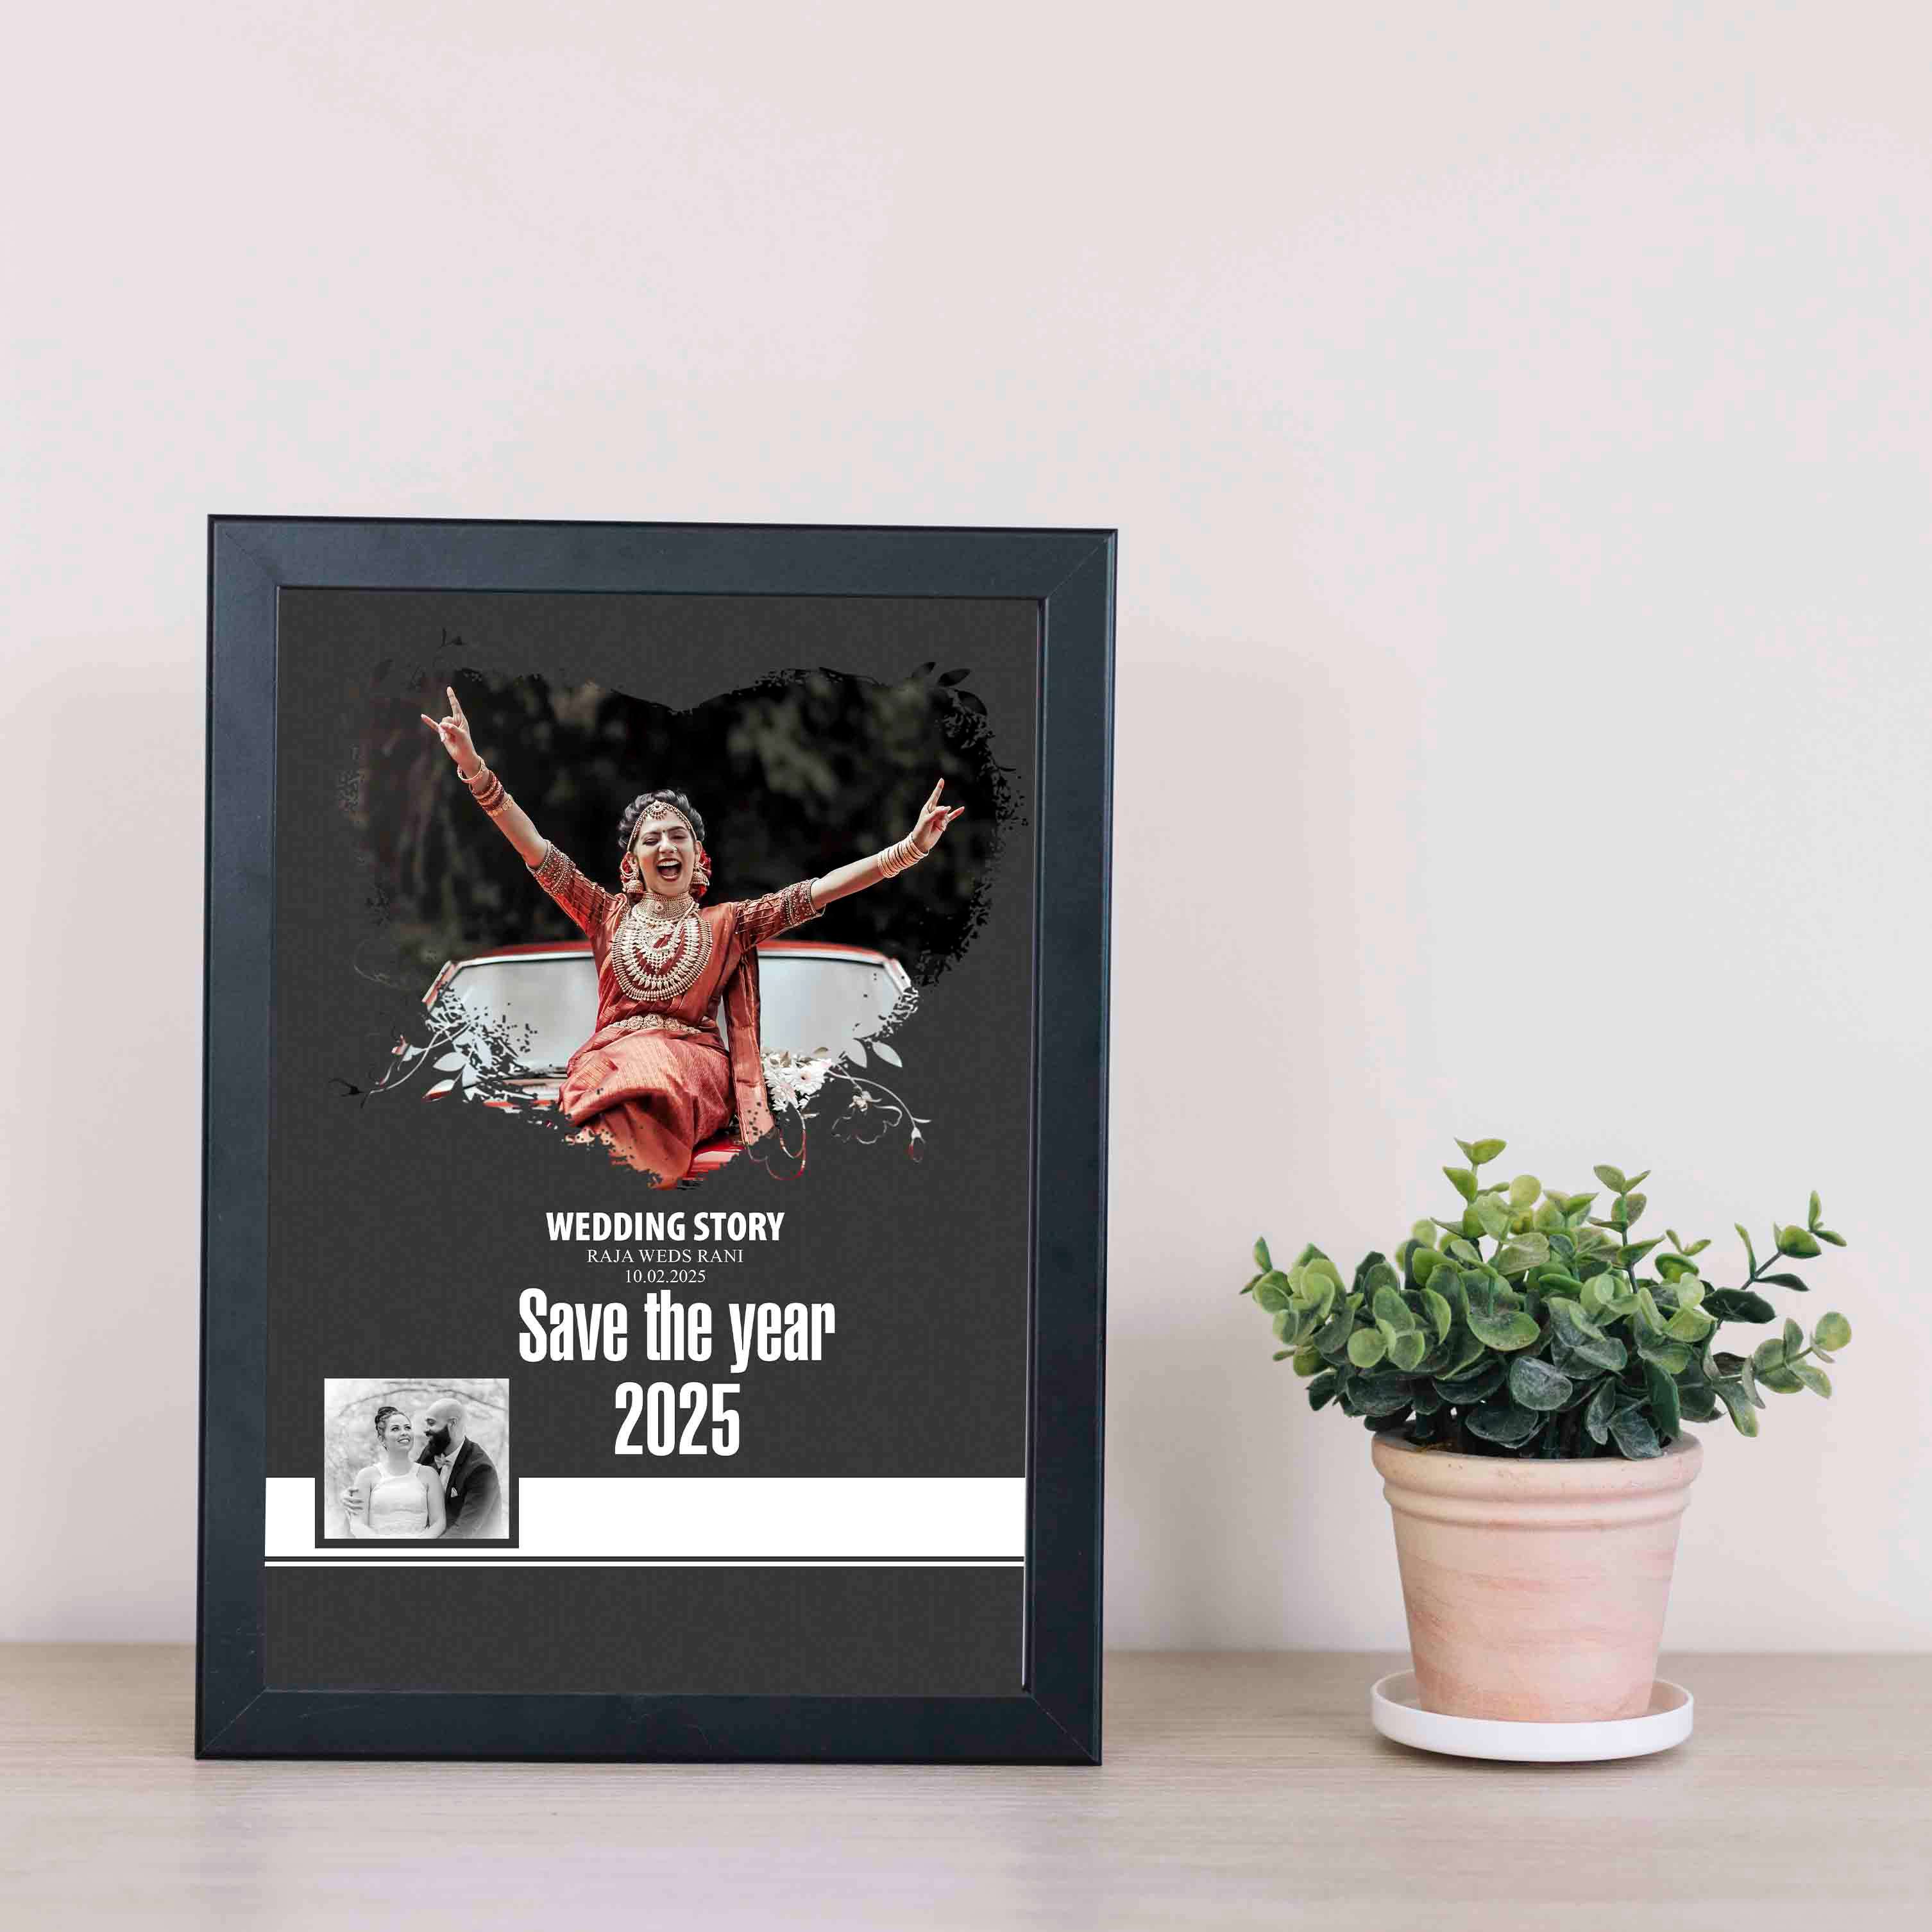 WEDDING STORY
RAJA WEDS RANI
10.02.2025
Save the year
2025